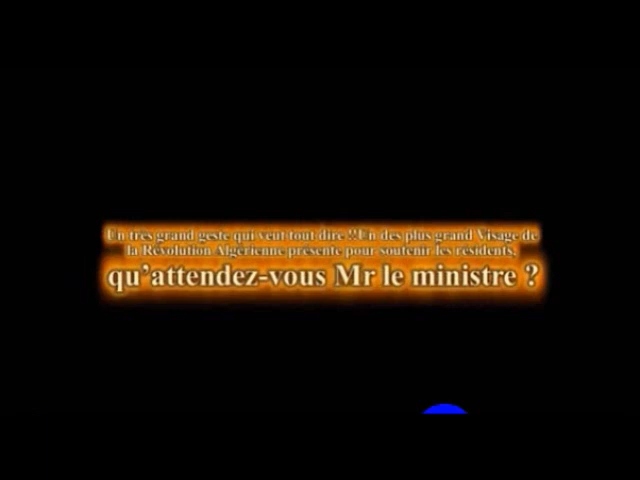 Un très grand geste qui veut tout dire !!Un des plus grand Visage de
la Révolution Algérienne présente pour soutenir les résidents,
qu'attendez-vous Mr le ministre ?